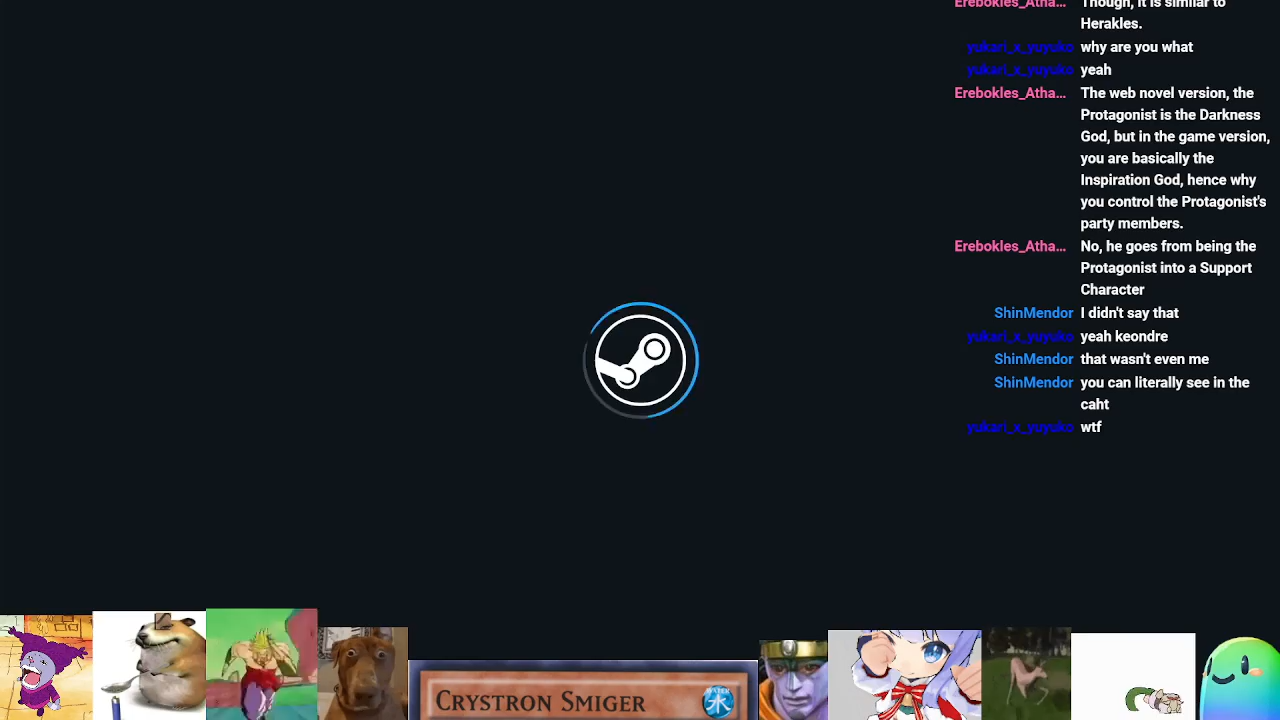 Erebokles_Atha… Though, it is similar to
Herakles.
yukari_x_yuyuko why are you what
yukari_x_yuyuko yeah
Erebokles_Atha… The web novel version, the
Protagonist is the Darkness
God, but in the game version,
you are basically the
Inspiration God, hence why
you control the Protagonist's
party members.
Erebokles_Atha… No, he goes from being the
Protagonist into a Support
Character
ShinMendor I didn't say that
yukari_x_yuyuko yeah keondre
ShinMendor that wasn't even me
ShinMendor you can literally see in the
caht
yukari_x_yuyuko wtf
Crystron Smiger
WATER
水